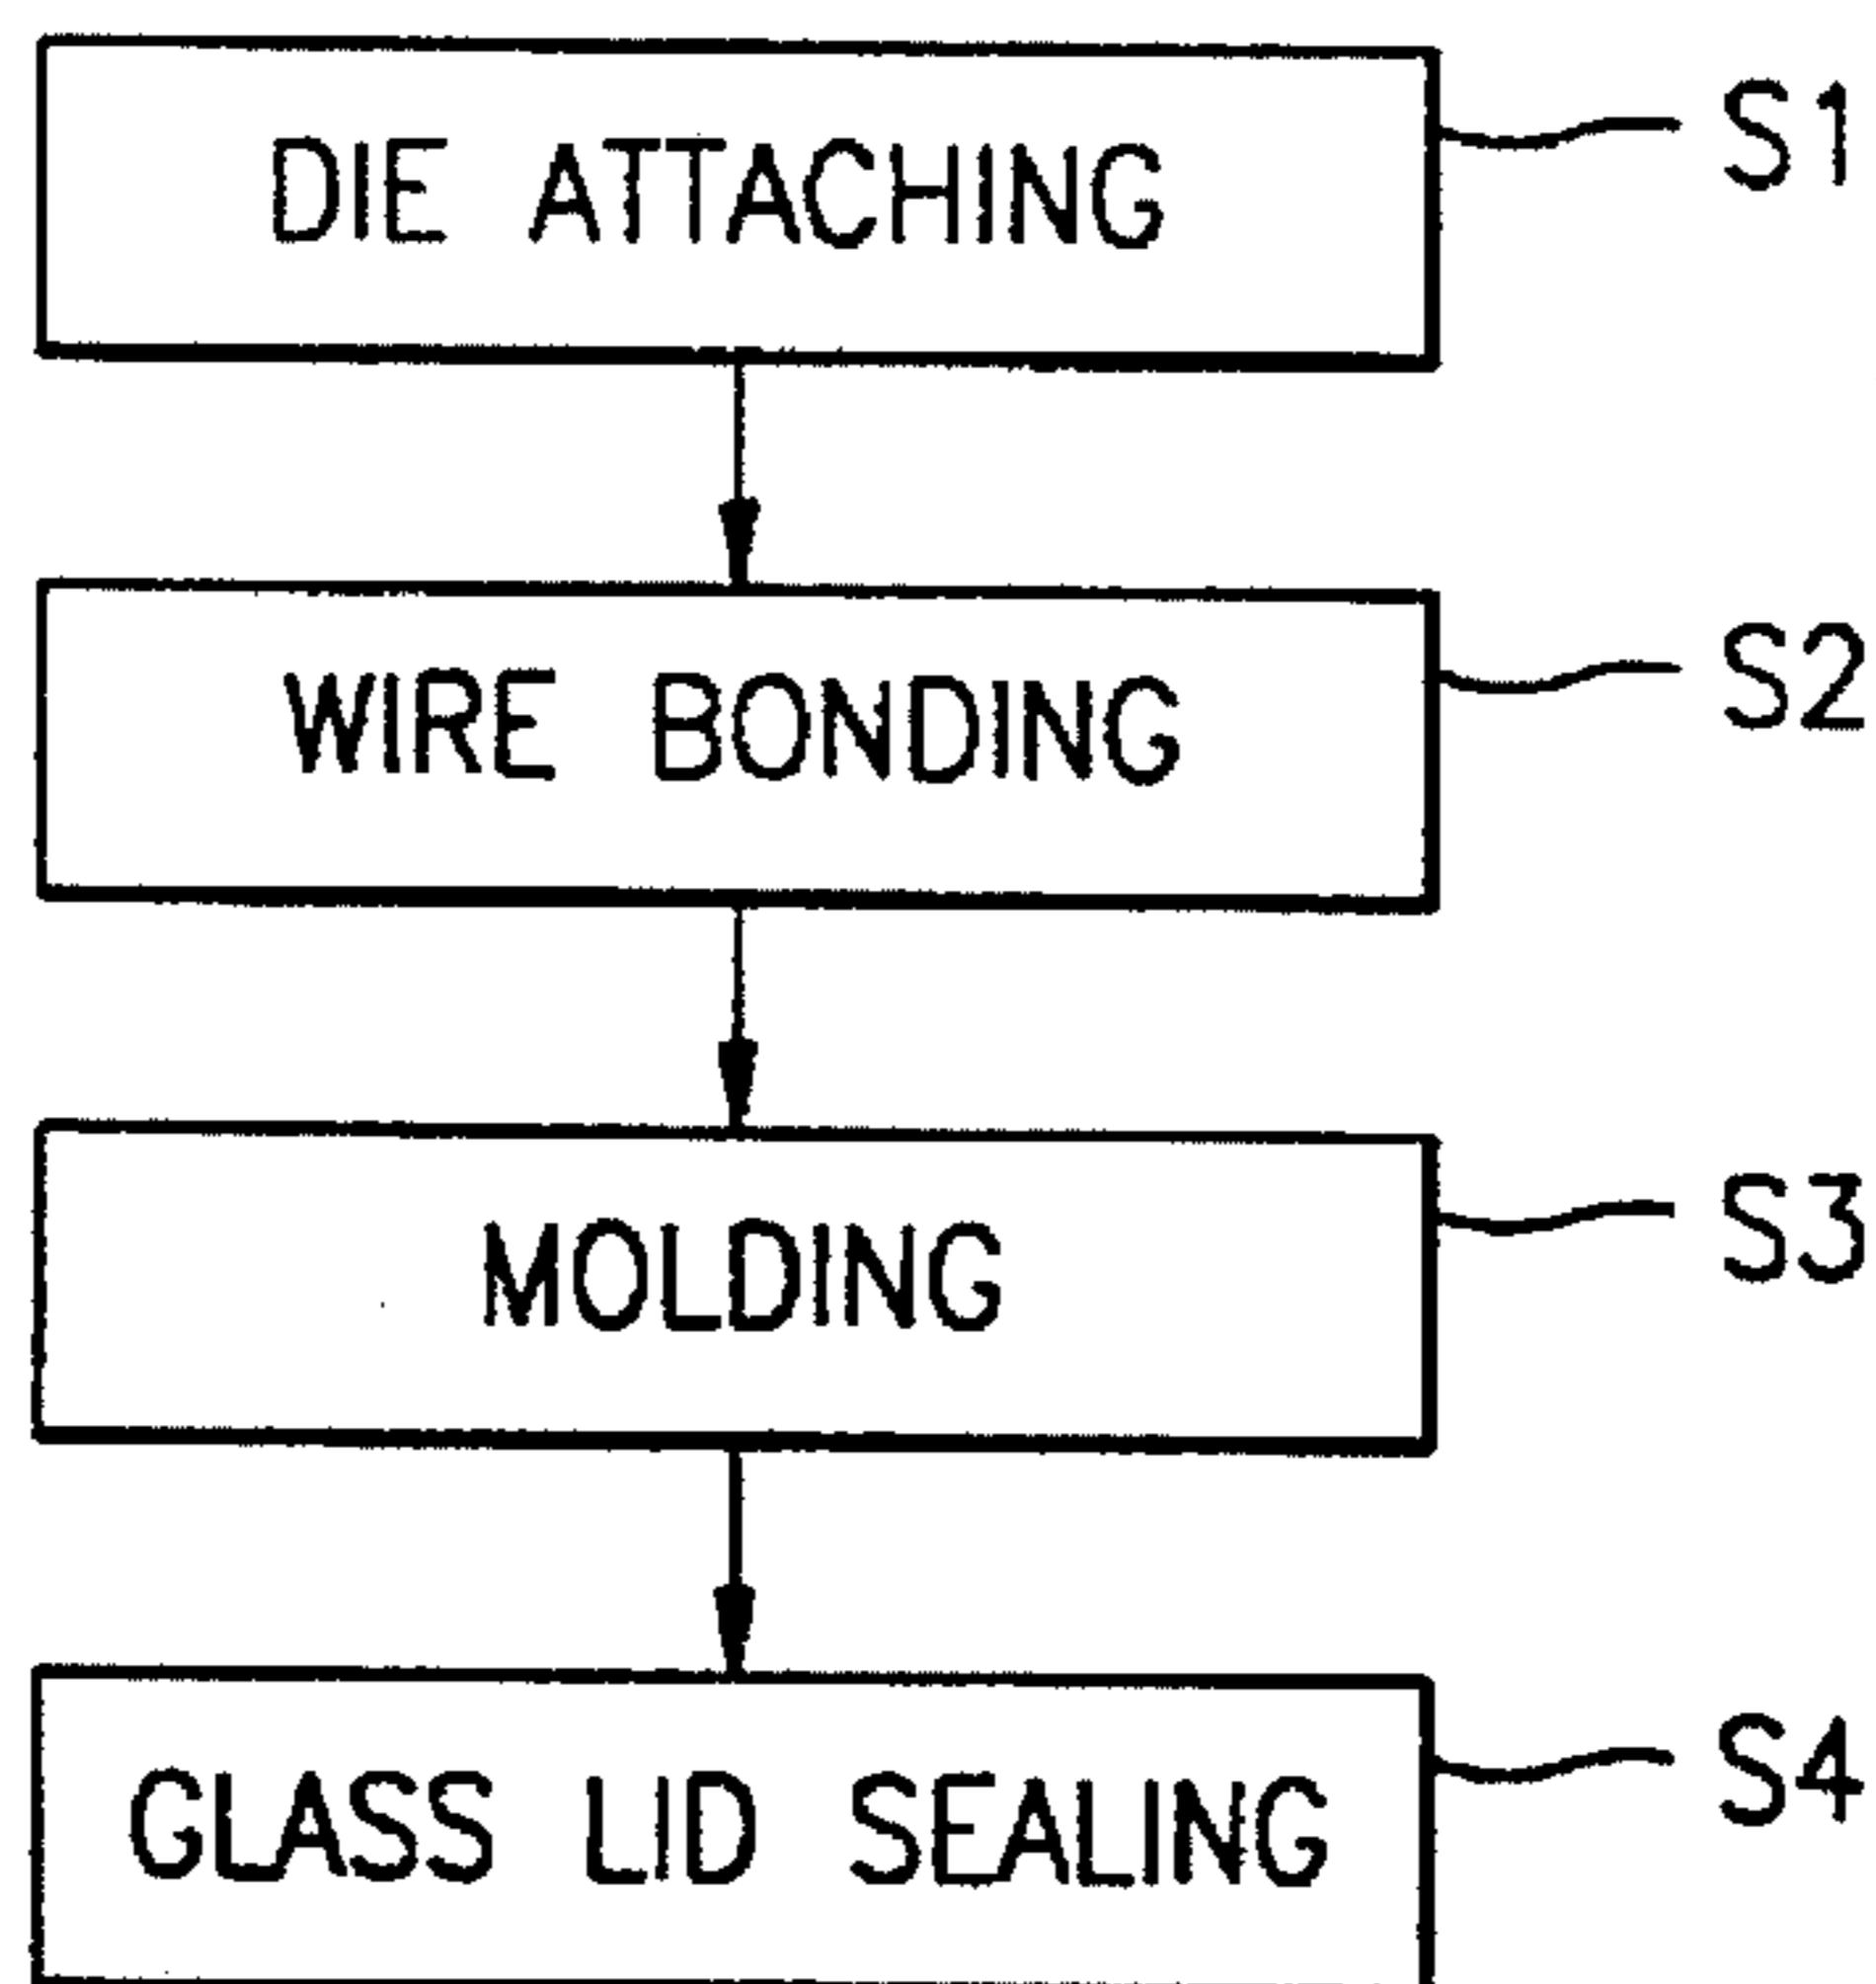 DIE ATTACHING S1
WIRE BONDING S2
MOLDING S3
GLASS LID SEALING S4